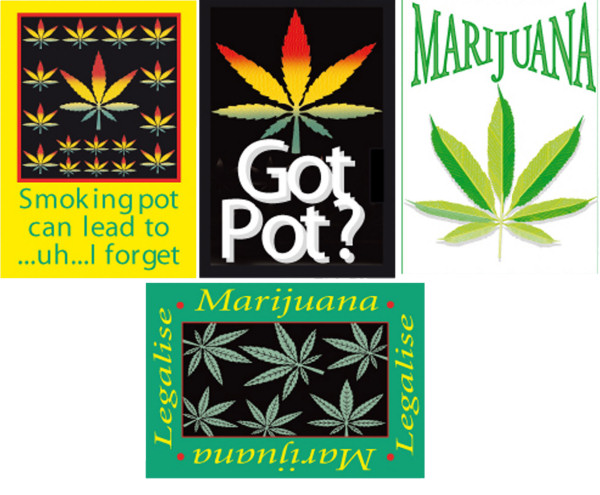 Smoking pot
can lead to
...uh...I forget
Got
Pot?
MARIJUANA
Marijuana
Legalise
Legalise
Marijuana